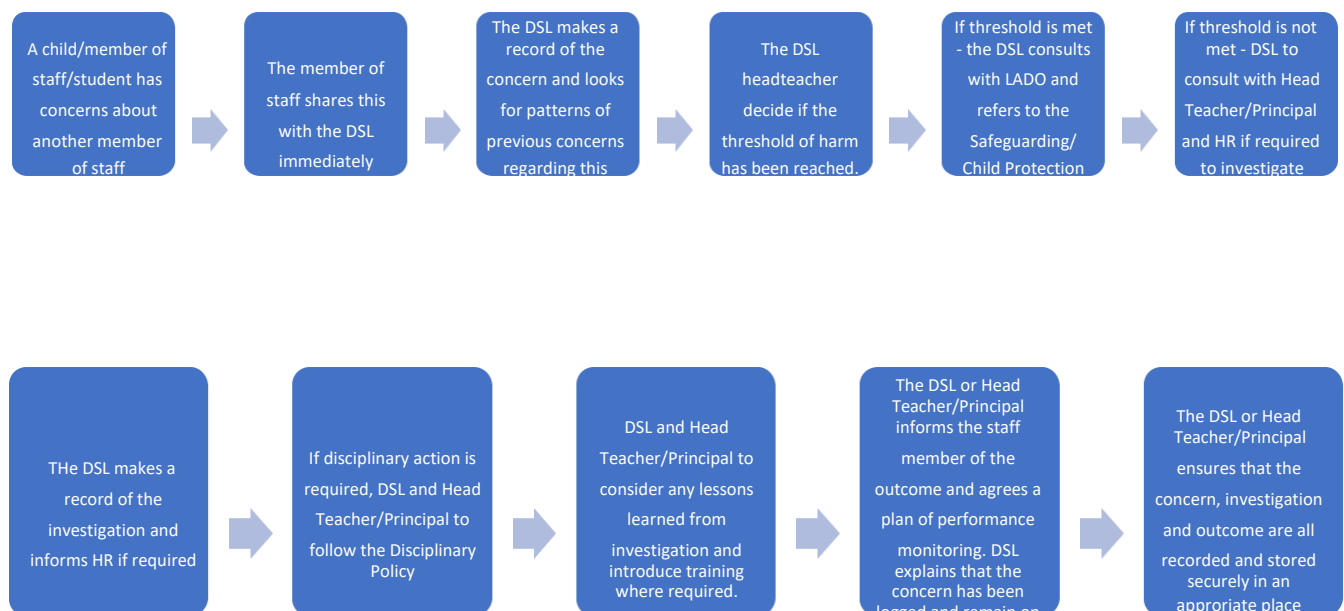 A child/member of
staff/student has
concerns about
another member
of staff
The member of
staff shares this
with the DSL
immediately
The DSL makes a
record of the
concern and looks
for patterns of
previous concerns
regarding this
The DSL
headteacher
decide if the
threshold of harm
has been reached.
If threshold is met
- the DSL consults
with LADO and
refers to the
Safeguarding/
Child Protection
If threshold is not
met - DSL to
consult with Head
Teacher/Principal
and HR if required
to investigate
THe DSL makes a
record of the
investigation and
informs HR if required
If disciplinary action is
required, DSL and Head
Teacher/Principal to
follow the Disciplinary
Policy
DSL and Head
Teacher/Principal to
consider any lessons
learned from
investigation and
introduce training
where required.
The DSL or Head
Teacher/Principal
informs the staff
member of the
outcome and agrees a
plan of performance
monitoring. DSL
explains that the
concern has been
logged and remain on
The DSL or Head
Teacher/Principal
ensures that the
concern, investigation
and outcome are all
recorded and stored
securely in an
approriate place